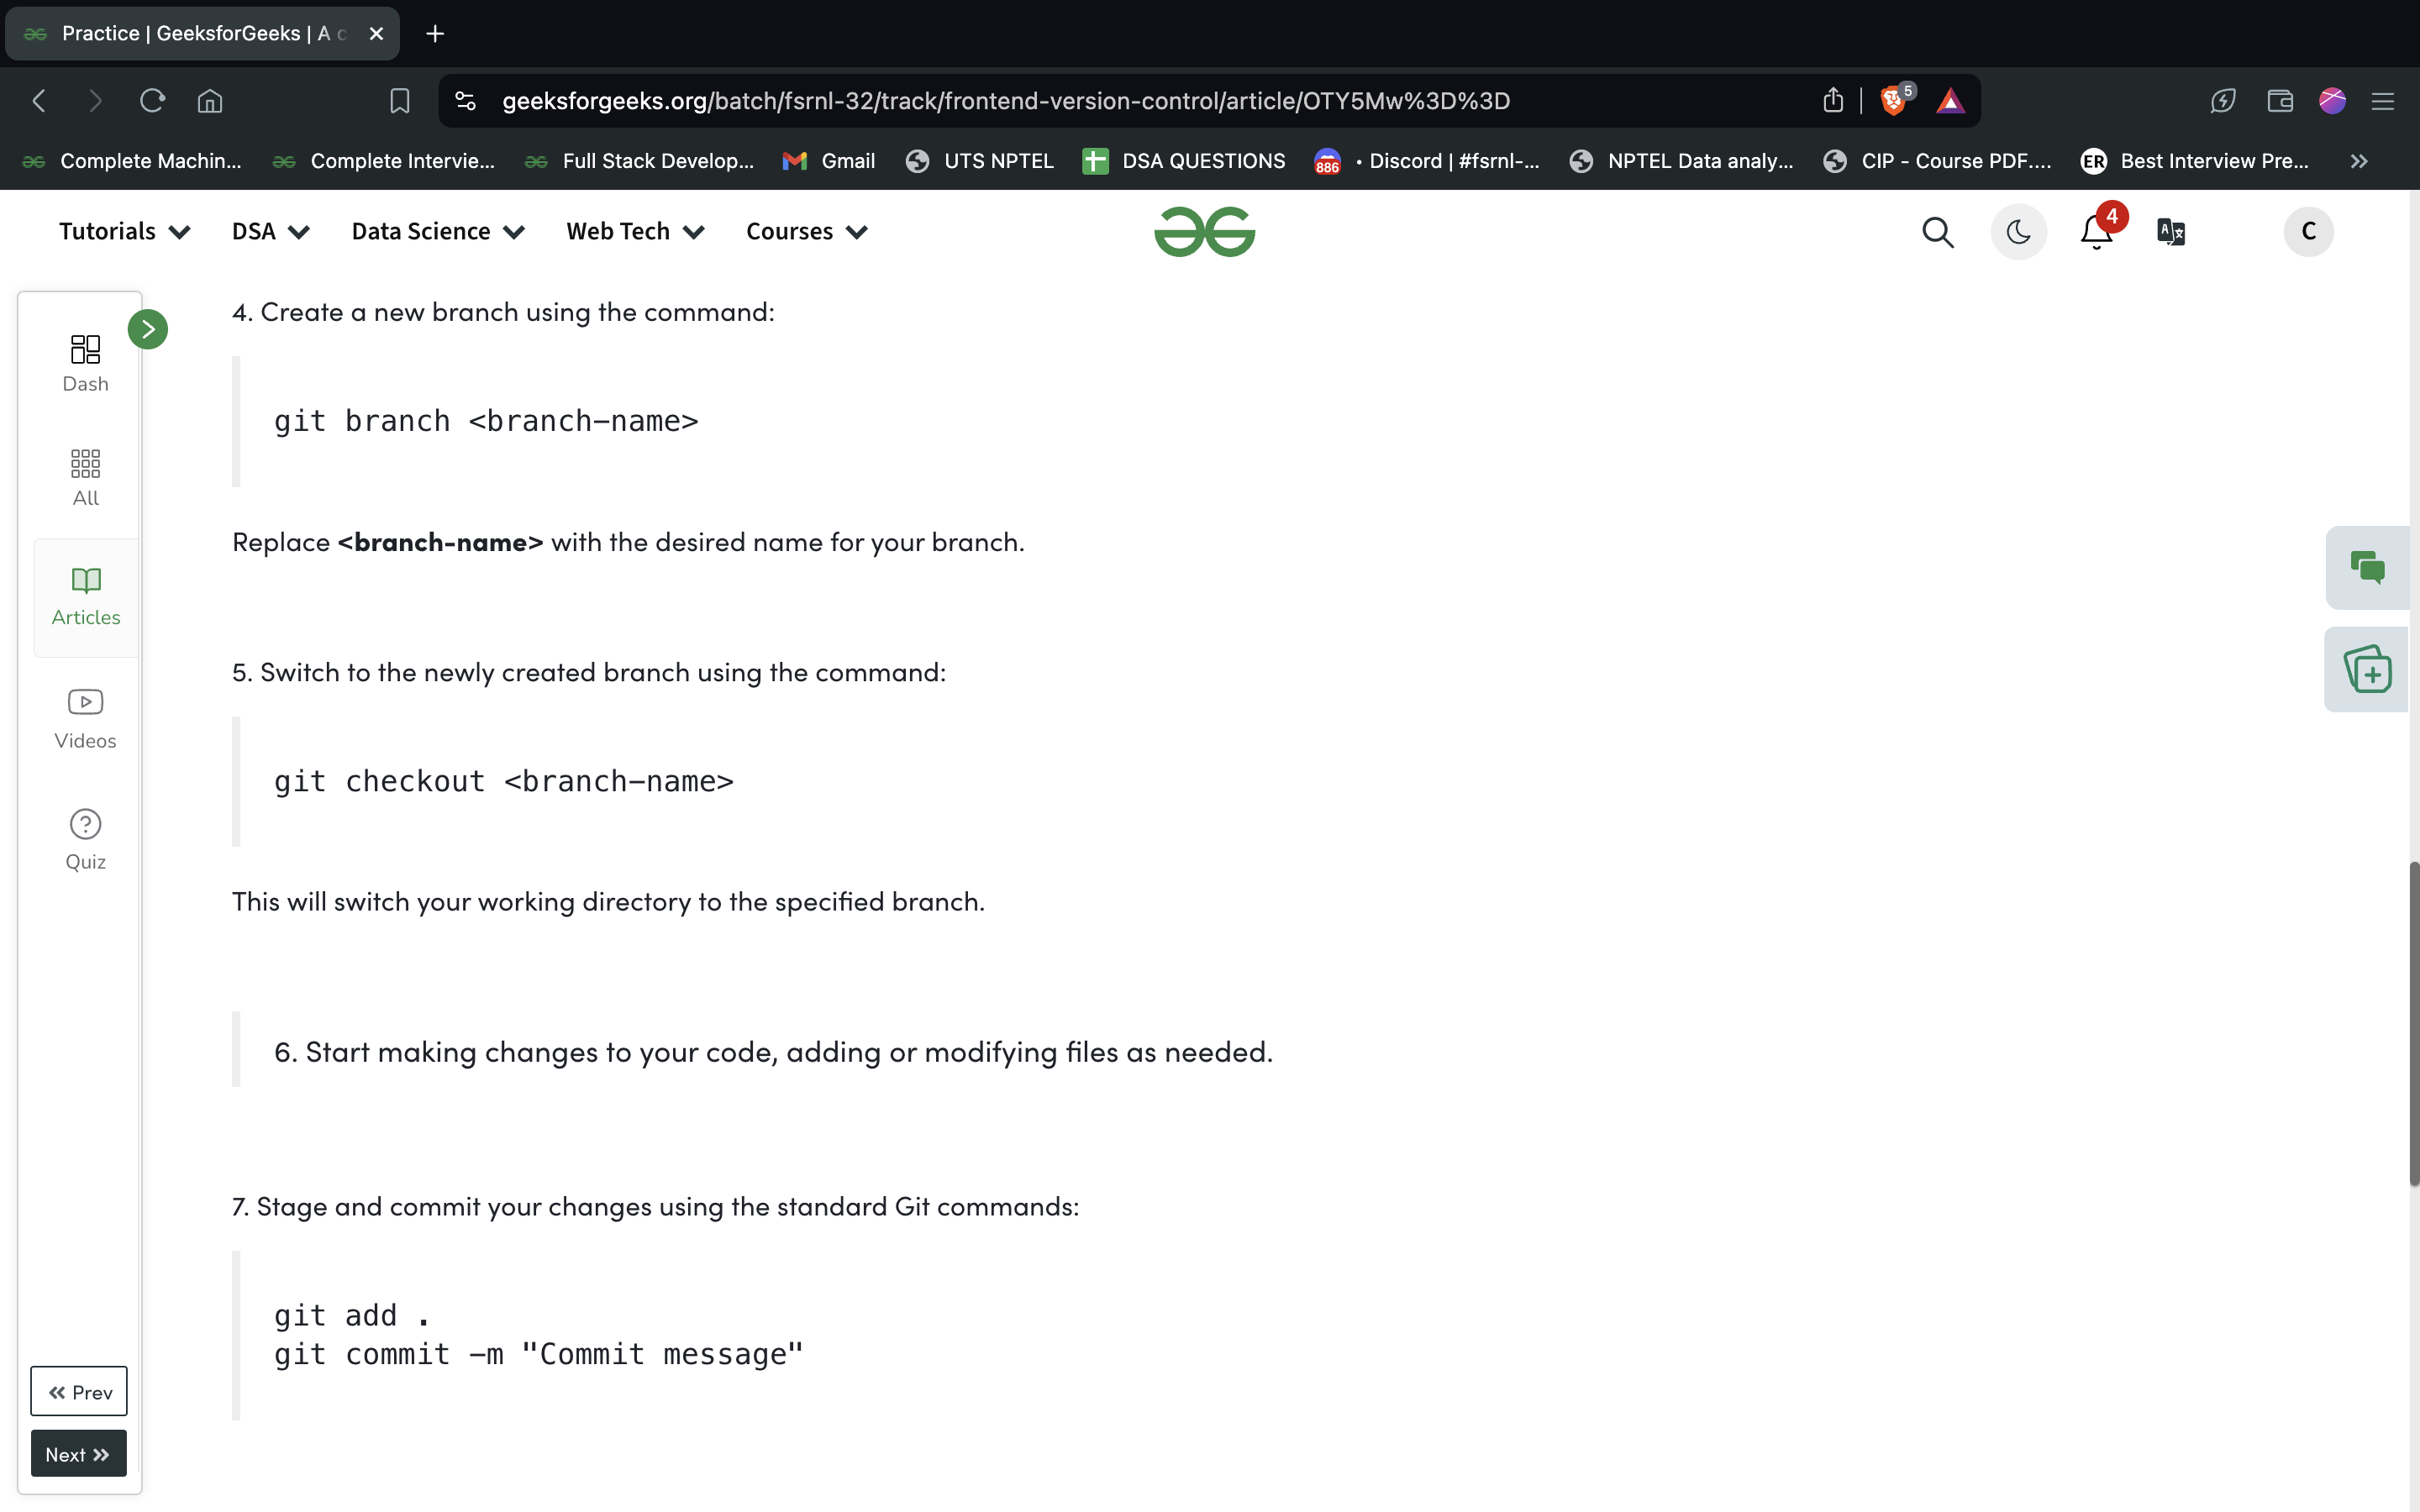 Practice | GeeksforGeeks | A c
geeksforgeeks.org/batch/fsrnl-32/track/frontend-version-control/article/OTY5Mw%3D%3D
5
Complete Machin...
Complete Intervie...
Full Stack Develop...
Gmail
UTS NPTEL
DSA QUESTIONS
886
• Discord | #fsrnl-...
NPTEL Data analy...
CIP - Course PDF....
ER
Best Interview Pre...
Tutorials
DSA
Data Science
Web Tech
Courses
4
C
Dash
All
Articles
Videos
Quiz
Prev
Next
4. Create a new branch using the command:
git branch <branch-name>
Replace <branch-name> with the desired name for your branch.
5. Switch to the newly created branch using the command:
git checkout <branch-name>
This will switch your working directory to the specified branch.
6. Start making changes to your code, adding or modifying files as needed.
7. Stage and commit your changes using the standard Git commands:
git add .
git commit -m "Commit message"